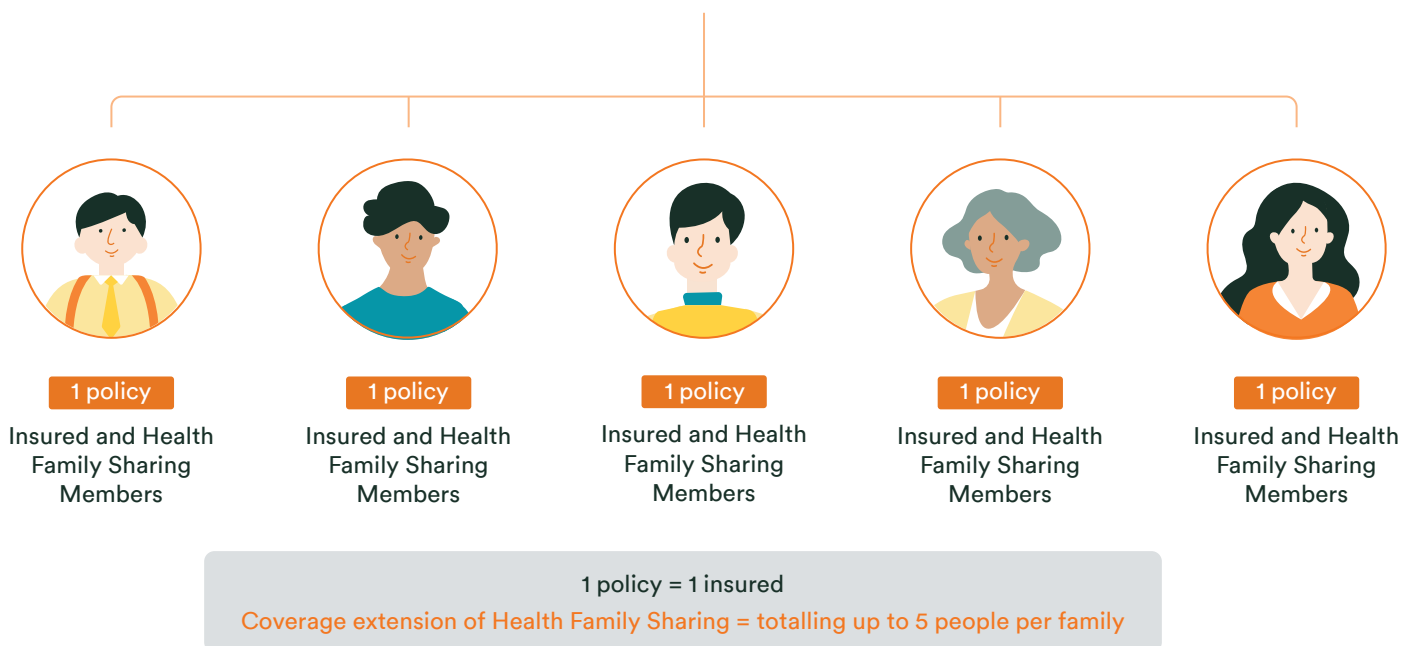 1 policy
Insured and Health
Family Sharing
Members
1 policy
Insured and Health
Family Sharing
Members
1 policy
Insured and Health
Family Sharing
Members
1 policy
Insured and Health
Family Sharing
Members
1 policy
Insured and Health
Family Sharing
Members
1 policy = 1 insured
Coverage extension of Health Family Sharing = totalling up to 5 people per family